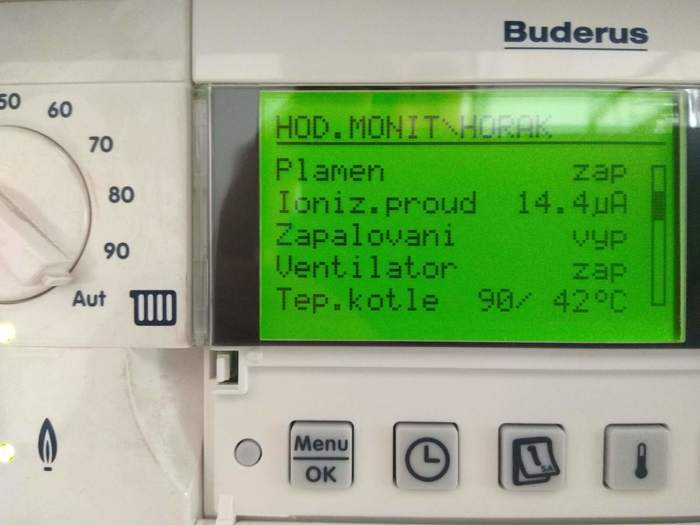 Buderus
50
60
70
80
90
Aut
HOD.MONIT\HORAK
Plamen zap
Ioniz.proud 14.4µA
Zapalovani vyp
Ventilator zap
Tep.kotle 90/ 42°C
Menu
OK